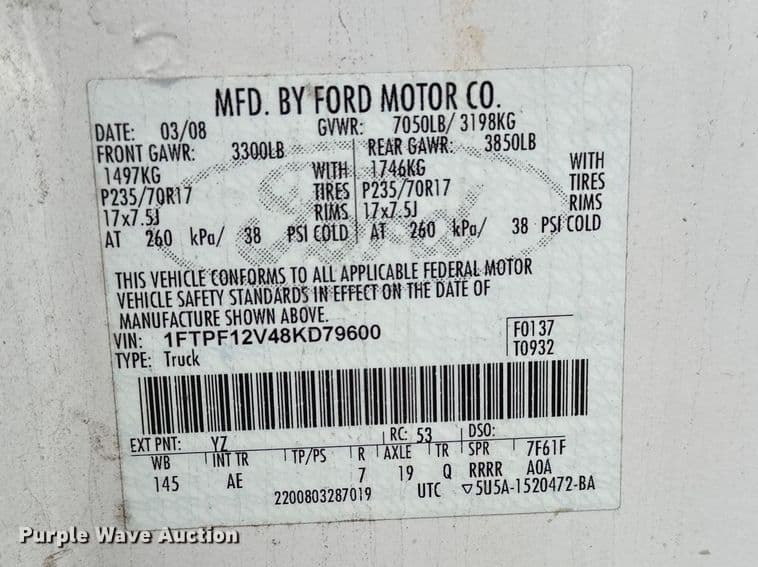 MFD. BY FORD MOTOR CO.
DATE: 03/08 GVWR: 7050LB/ 3198KG
FRONT GAWR: 3300LB REAR GAWR: 3850LB
1497KG WITH 1746KG WITH
P235/70R17 TIRES P235/70R17 TIRES
17x7.5J RIMS 17x7.5J RIMS
AT 260 kPa/ 38 PSI COLD AT 260 kPa/ 38 PSI COLD
THIS VEHICLE CONFORMS TO ALL APPLICABLE FEDERAL MOTOR
VEHICLE SAFETY STANDARDS IN EFFECT ON THE DATE OF
MANUFACTURE SHOWN ABOVE.
VIN: 1FTPF12V48KD79600 F0137
TYPE: Truck T0932
EXT PNT: YZ RC: 53 DSO:
WB INT TR TP/PS R AXLE TR SPR 7F61F
145 AE 7 19 Q RRRR AOA
2200803287019 UTC ▽5U5A-1520472-BA
Purple Wave Auction